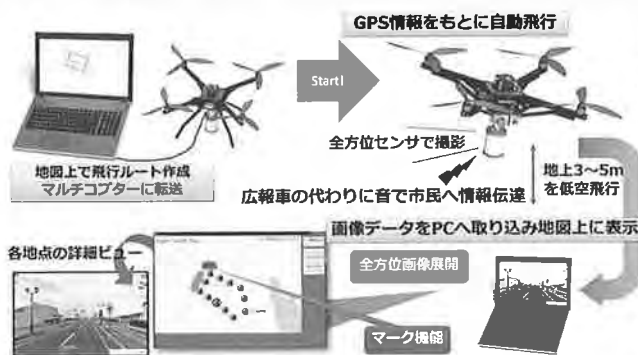 GPS情報をもとに自動飛行
Start!
全方位センサで撮影
地図上で飛行ルート作成
マルチコプターに転送
地上3～5m
を低空飛行
広報車の代わりに音で市民へ情報伝達
画像データをPCへ取り込み地図上に表示
各地点の詳細ビュー
全方位画像展開
マーク機能